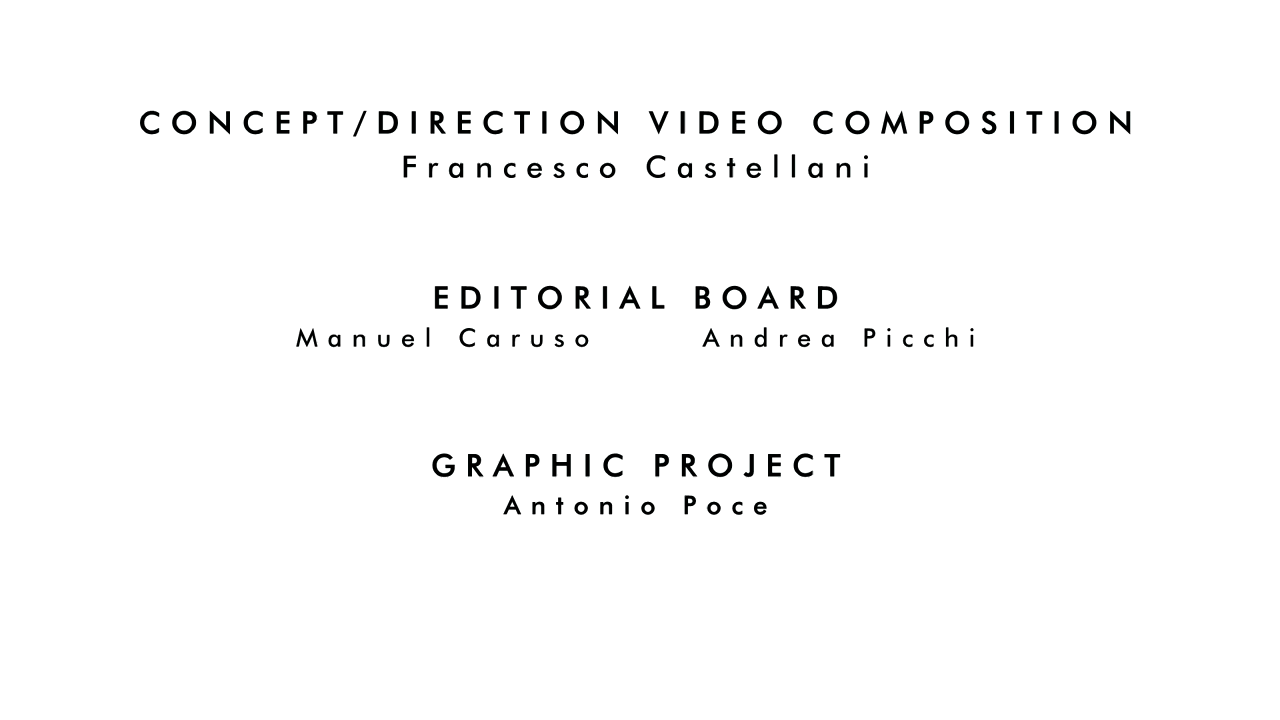 CONCEPT/DIRECTION VIDEO COMPOSITION
Francesco Castellani
EDITORIAL BOARD
Manuel Caruso Andrea Picchi
GRAPHIC PROJECT
Antonio Poce